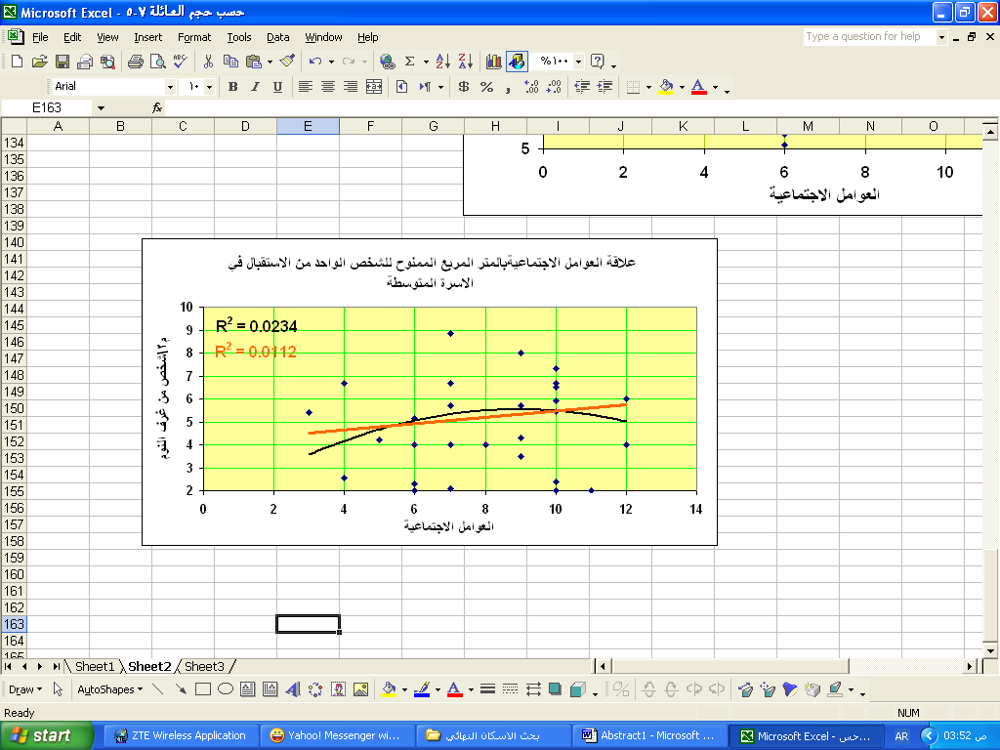 Microsoft Excel - حسب حجم العائلة ٧-٥
File Edit View Insert Format Tools Data Window Help
Type a question for help
%١٠٠
Arial ١٠ B I U
E163 fx
A B C D E F G H I J K L M N O
134
135
136
137
138
139
140
141
142
143
144
145
146
147
148
149
150
151
152
153
154
155
156
157
158
159
160
161
162
163
164
165
5
0 2 4 6 8 10
العوامل الاجتماعية
علاقة العوامل الاجتماعيةبالمتر المربع الممنوح للشخص الواحد من الاستقبال في
الاسرة المتوسطة
R2 = 0.0234
R2 = 0.0112
م٢\شخص من غرف النوم
10
9
8
7
6
5
4
3
2
0 2 4 6 8 10 12 14
العوامل الاجتماعية
Sheet1 Sheet2 Sheet3
Draw AutoShapes
Ready NUM
start ZTE Wireless Application Yahoo! Messenger wi... بحث الاسكان النهائي Abstract1 - Microsoft ... Microsoft Excel - حس... AR 03:52 ص